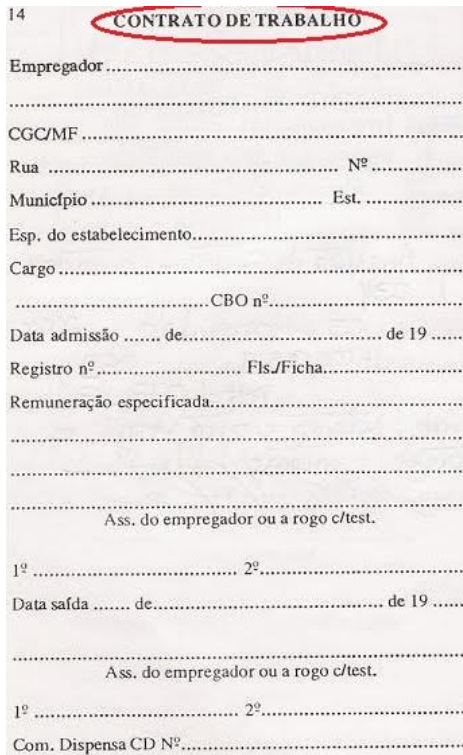 14
CONTRATO DE TRABALHO
Empregador..........................................................
..........................................................................
CGC/MF..............................................................
Rua .................................................... Nº................
Município ........................................ Est. ................
Esp. do estabelecimento..........................................
Cargo...................................................................
..................................CBO nº................................
Data admissão ....... de................................... de 19 ......
Registro nº......................... Fls./Ficha.......................
Remuneração especificada......................................
..........................................................................
..........................................................................
..........................................................................
Ass. do empregador ou a rogo c/test.
1º .................................... 2º....................................
Data saída ....... de........................................ de 19 ......
..........................................................................
Ass. do empregador ou a rogo c/test.
1º .................................... 2º....................................
Com. Dispensa CD Nº..............................................